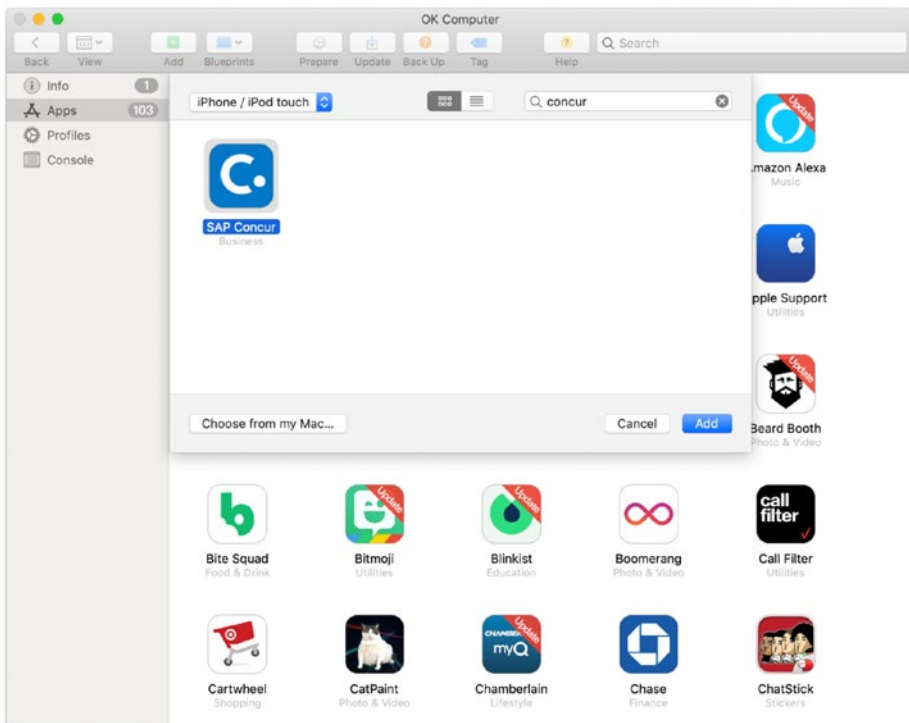 OK Computer
Back View Add Blueprints Prepare Update Back Up Tag Help Search
Info 1
Apps 103
Profiles
Console
iPhone / iPod touch
concur
C.
SAP Concur
Business
Update
mazon Alexa
Music
pple Support
Utilities
Update
Beard Booth
Photo & Video
Choose from my Mac... Cancel Add
b Update Update call filter
Bite Squad Bitmoji Blinkist Boomerang Call Filter
Food & Drink Utilities Education Photo & Video Utilities
CHAMBER myQ Update
Cartwheel CatPaint Chamberlain Chase ChatStick
Shopping Photo & Video Lifestyle Finance Stickers